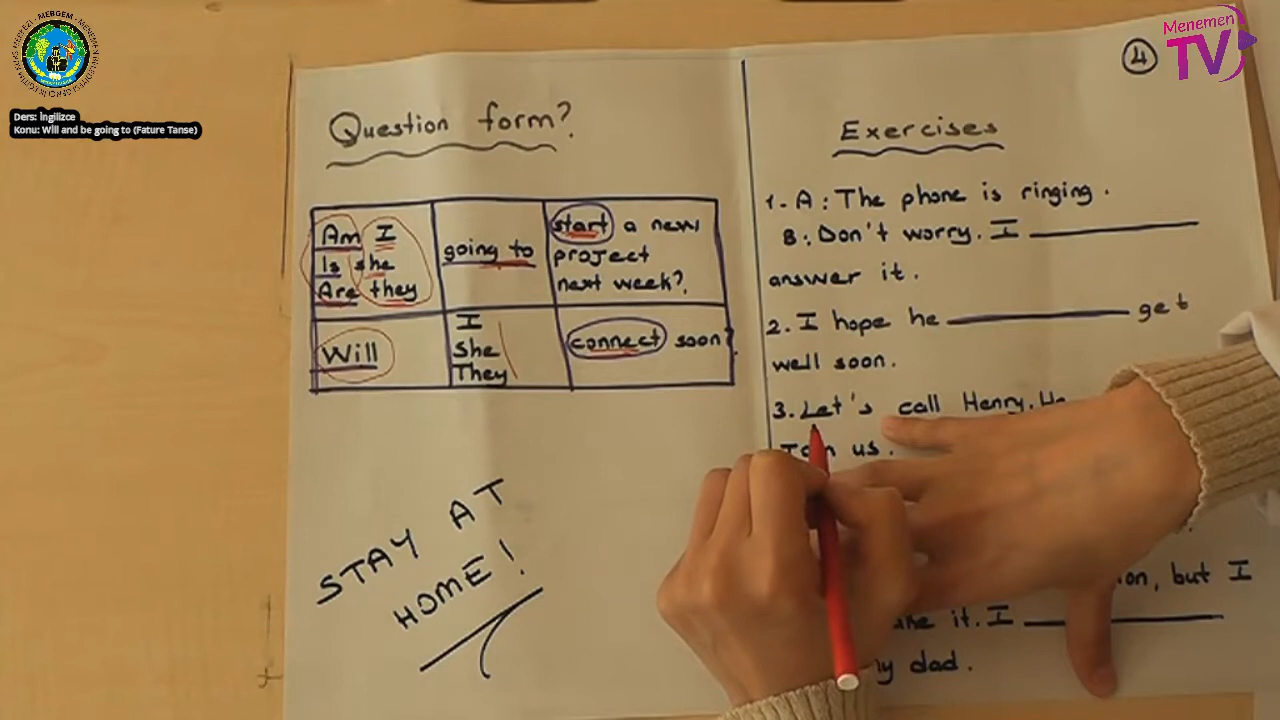 Menemen
TV
Ders: İngilizce
Konu: Will and be going to (Fature Tanse)
4
Question form?
Am I
Is she
Are they
going to
start a new
project
next week?
Will
I
She
They
connect soon?
STAY AT
HOME!
Exercises
1. A: The phone is ringing.
B: Don't worry. I
answer it.
2. I hope he get
well soon.
3. Let's call Henry. He
us.
but I
it. I
dad.